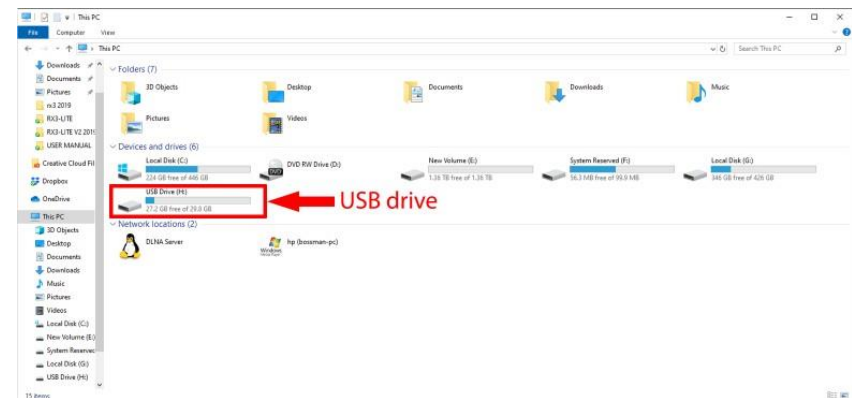 This PC
File Computer View
This PC
Search This PC
Downloads
Documents
Pictures
m3 2019
RX3-LITE
RX3-LITE V2 2019
USER MANUAL
Creative Cloud Fil
Dropbox
OneDrive
This PC
3D Objects
Desktop
Documents
Downloads
Music
Pictures
Videos
Local Disk (C:)
New Volume (E:)
System Reserved
Local Disk (G:)
USB Drive (H:)
Folders (7)
3D Objects
Desktop
Documents
Downloads
Music
Pictures
Videos
Devices and drives (6)
Local Disk (C:)
224 GB free of 446 GB
DVD RW Drive (D:)
New Volume (E:)
1.36 TB free of 1.36 TB
System Reserved (F:)
56.3 MB free of 99.9 MB
Local Disk (G:)
346 GB free of 426 GB
USB Drive (H:)
27.2 GB free of 29.8 GB
USB drive
Network locations (2)
DLNA Server
hp (bossman-pc)
15 items